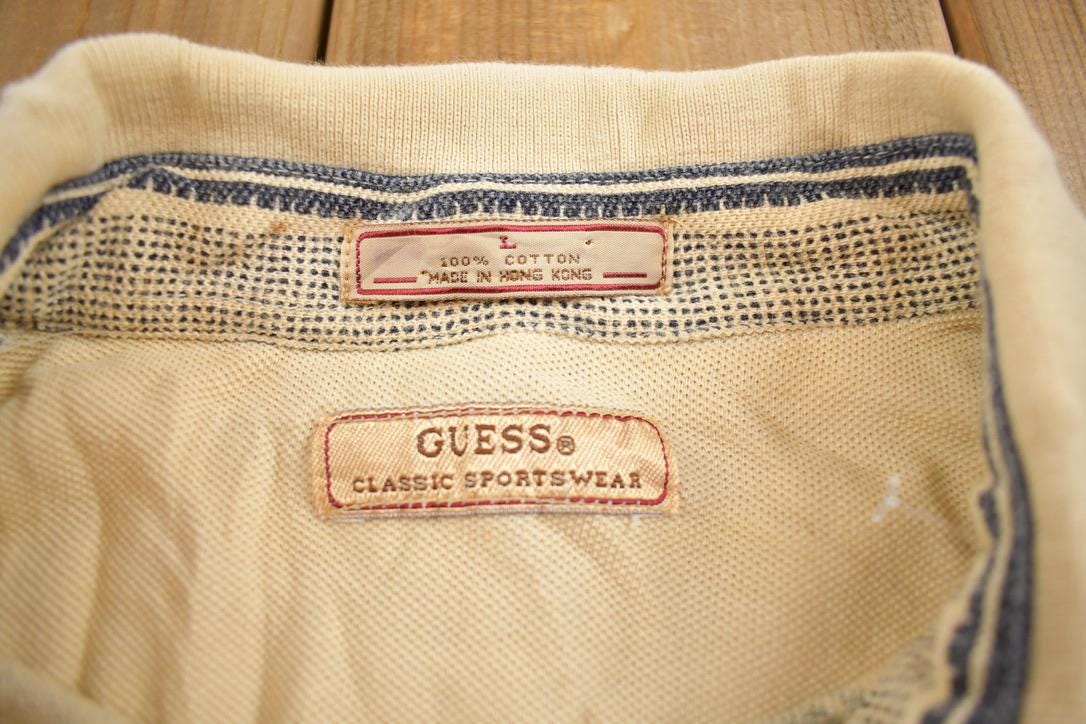 L
100% COTTON
MADE IN HONG KONG
GUESS®
CLASSIC SPORTSWEAR